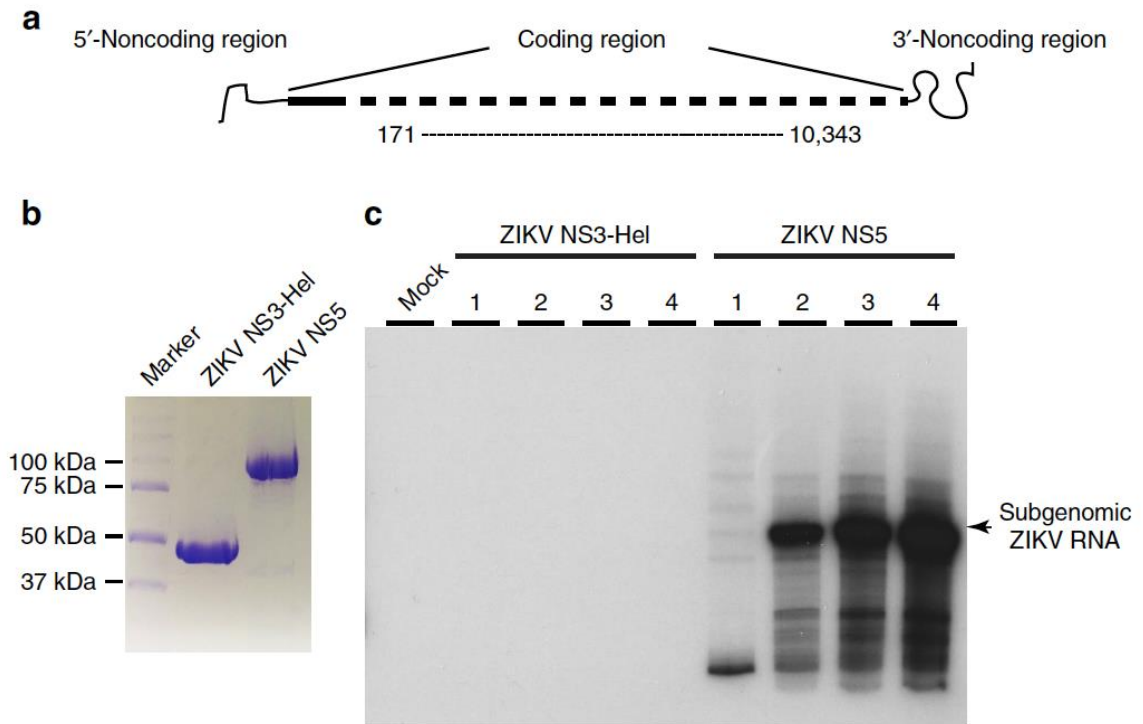 a
5′-Noncoding region
Coding region
3′-Noncoding region
171 ---------------------------------------------- 10,343
b
Marker
ZIKV NS3-Hel
ZIKV NS5
100 kDa
75 kDa
50 kDa
37 kDa
c
ZIKV NS3-Hel
ZIKV NS5
Mock
1 2 3 4 1 2 3 4
Subgenomic
ZIKV RNA